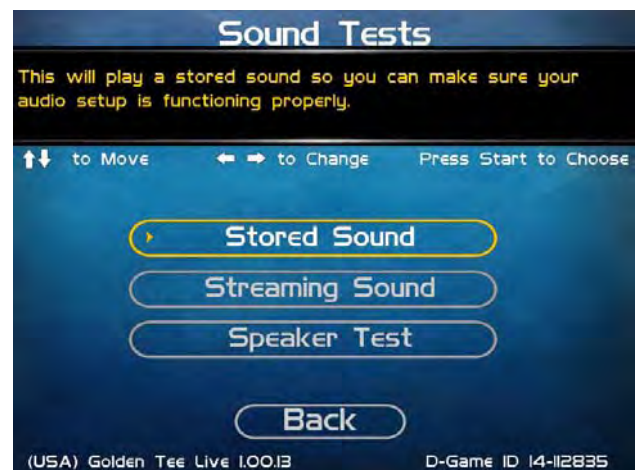 Sound Tests
This will play a stored sound so you can make sure your
audio setup is functioning properly.
to Move to Change Press Start to Choose
Stored Sound
Streaming Sound
Speaker Test
Back
(USA) Golden Tee Live 1.00.13 D-Game ID 14-112835